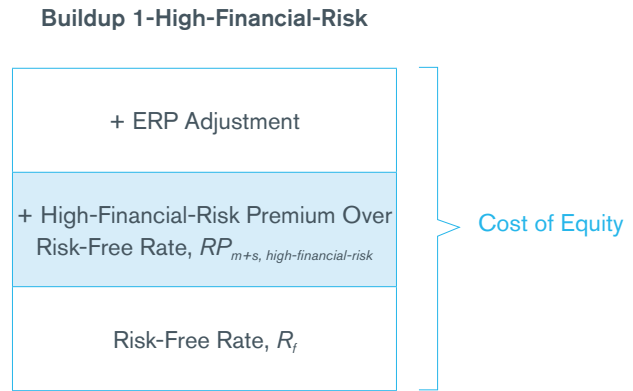 Buildup 1-High-Financial-Risk
+ ERP Adjustment
+ High-Financial-Risk Premium Over
Risk-Free Rate, RPm+s, high-financial-risk
Cost of Equity
Risk-Free Rate, Rf